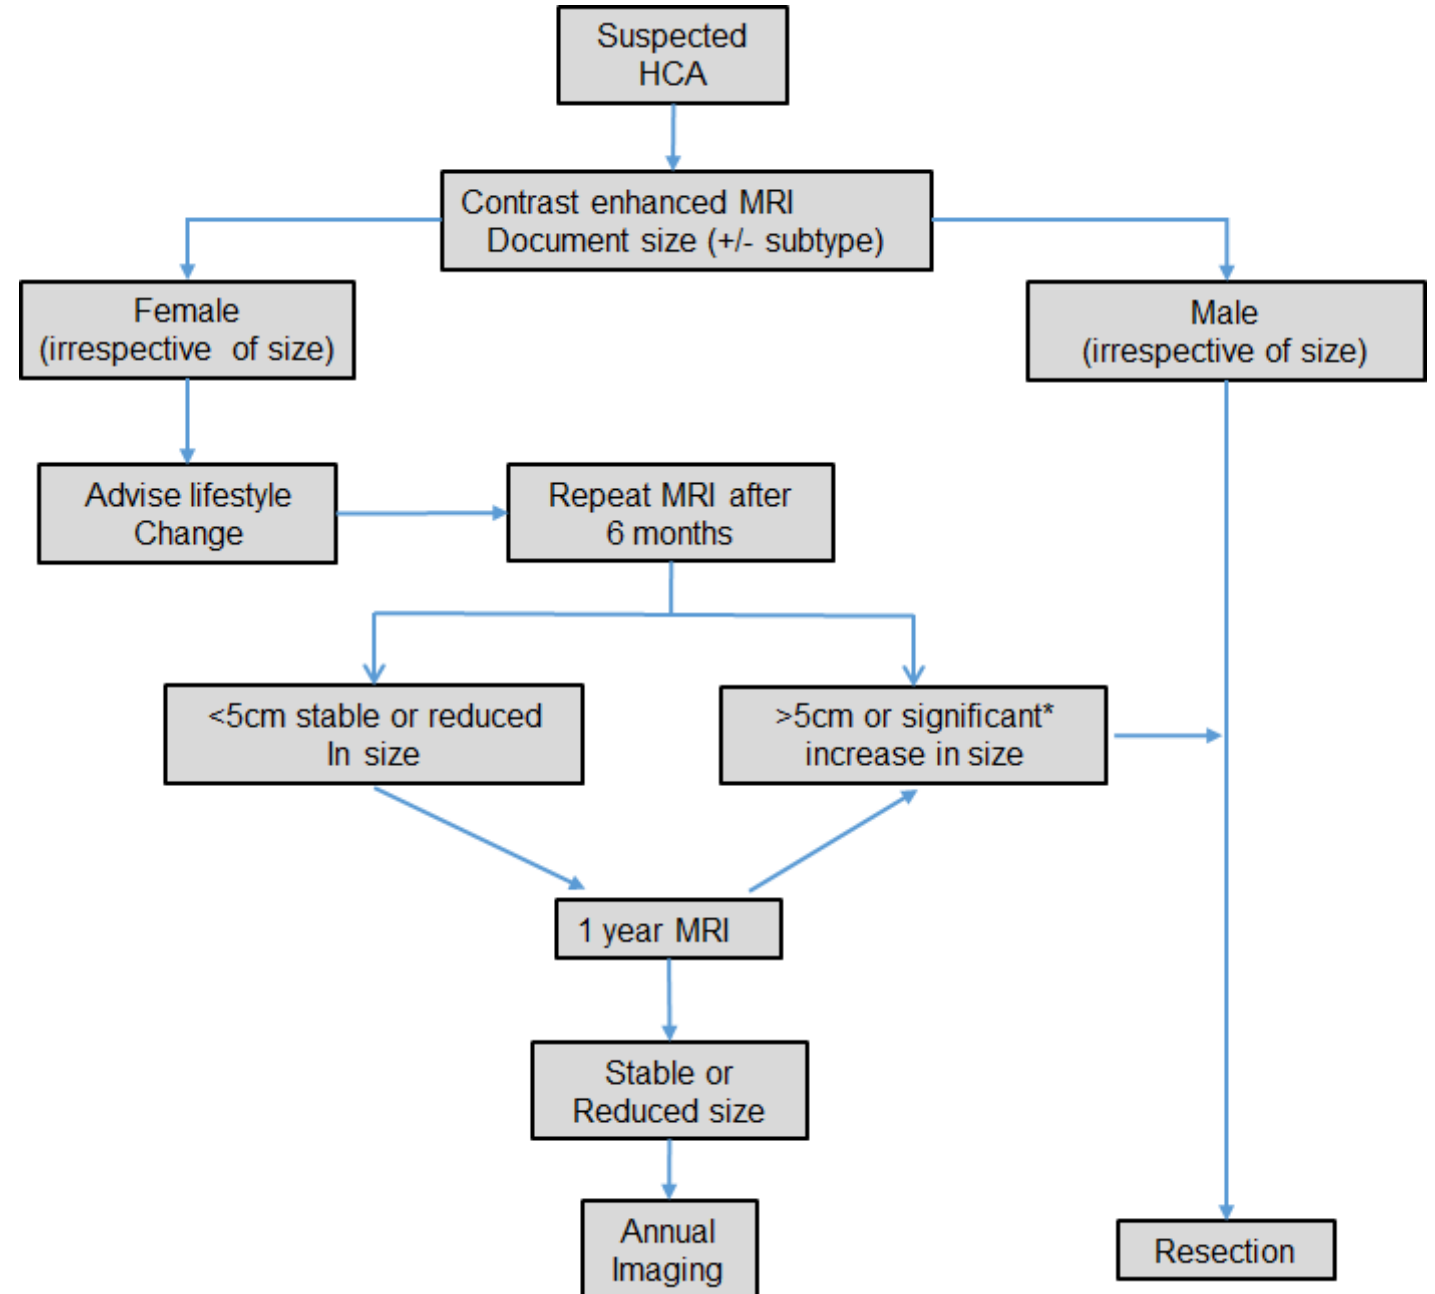 Suspected
HCA
Contrast enhanced MRI
Document size (+/- subtype)
Female
(irrespective of size)
Male
(irrespective of size)
Advise lifestyle
Change
Repeat MRI after
6 months
<5cm stable or reduced
In size
>5cm or significant*
increase in size
1 year MRI
Stable or
Reduced size
Annual
Imaging
Resection